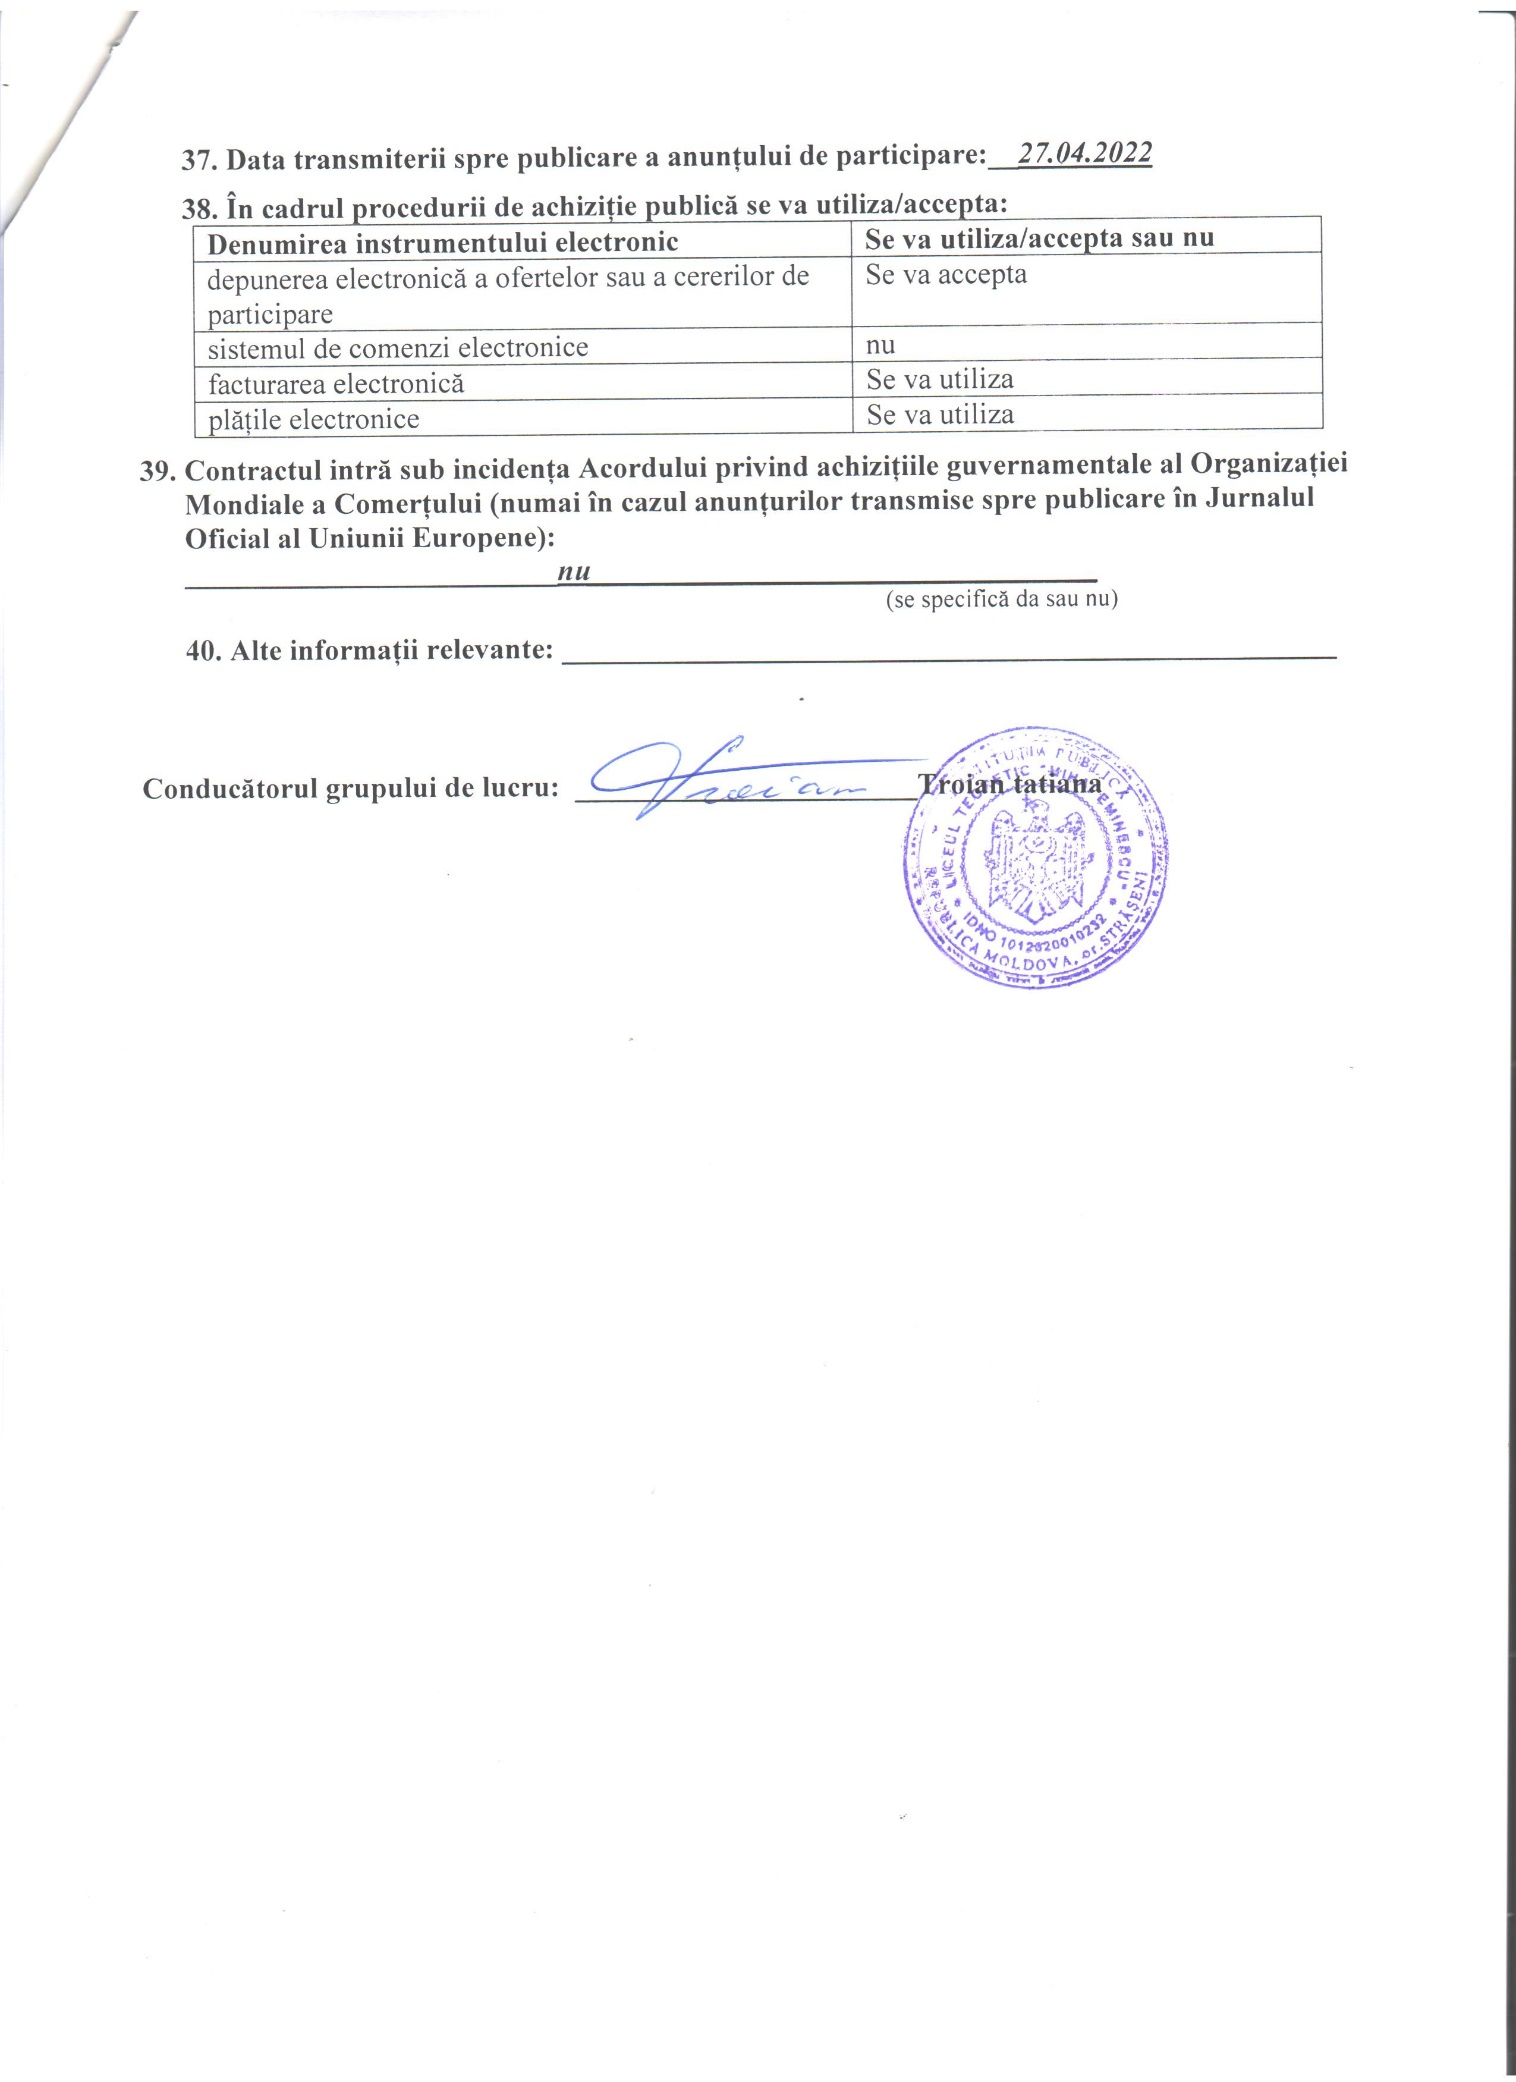 37. Data transmiterii spre publicare a anunțului de participare:__27.04.2022
38. În cadrul procedurii de achiziție publică se va utiliza/accepta:
Denumirea instrumentului electronic Se va utiliza/accepta sau nu
depunerea electronică a ofertelor sau a cererilor de Se va accepta
participare
sistemul de comenzi electronice nu
facturarea electronică Se va utiliza
plățile electronice Se va utiliza
39. Contractul intră sub incidența Acordului privind achizițiile guvernamentale al Organizației
Mondiale a Comerțului (numai în cazul anunțurilor transmise spre publicare în Jurnalul
Oficial al Uniunii Europene):
nu
(se specifică da sau nu)
40. Alte informații relevante:
Conducătorul grupului de lucru: Troian Troian tatiana
PUBLICĂ
LICEUL TEORETIC "MIHAI EMINESCU"
IDNO 1012620010232
REPUBLICA MOLDOVA, or.STRĂȘENI